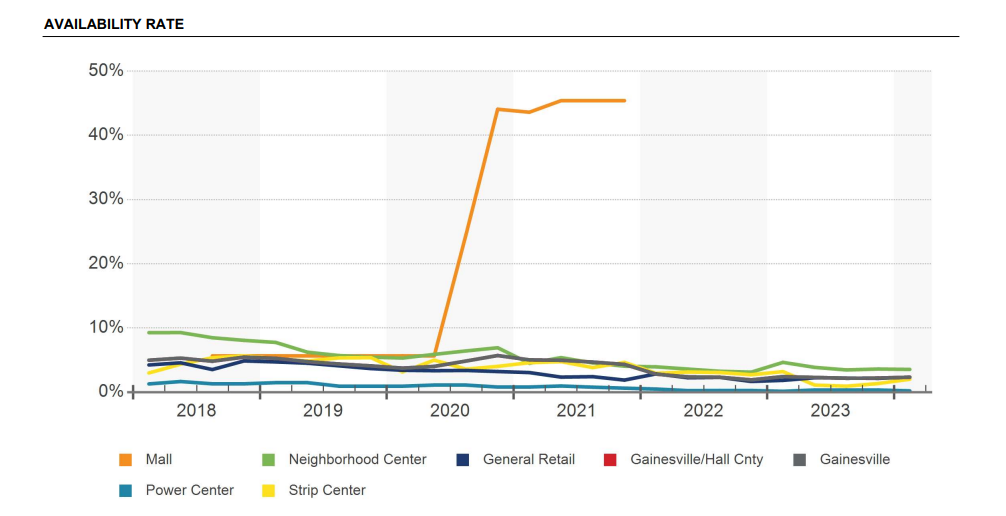 AVAILABILITY RATE
50%
40%
30%
20%
10%
0%
2018 2019 2020 2021 2022 2023
Mall Neighborhood Center General Retail Gainesville/Hall Cnty Gainesville
Power Center Strip Center